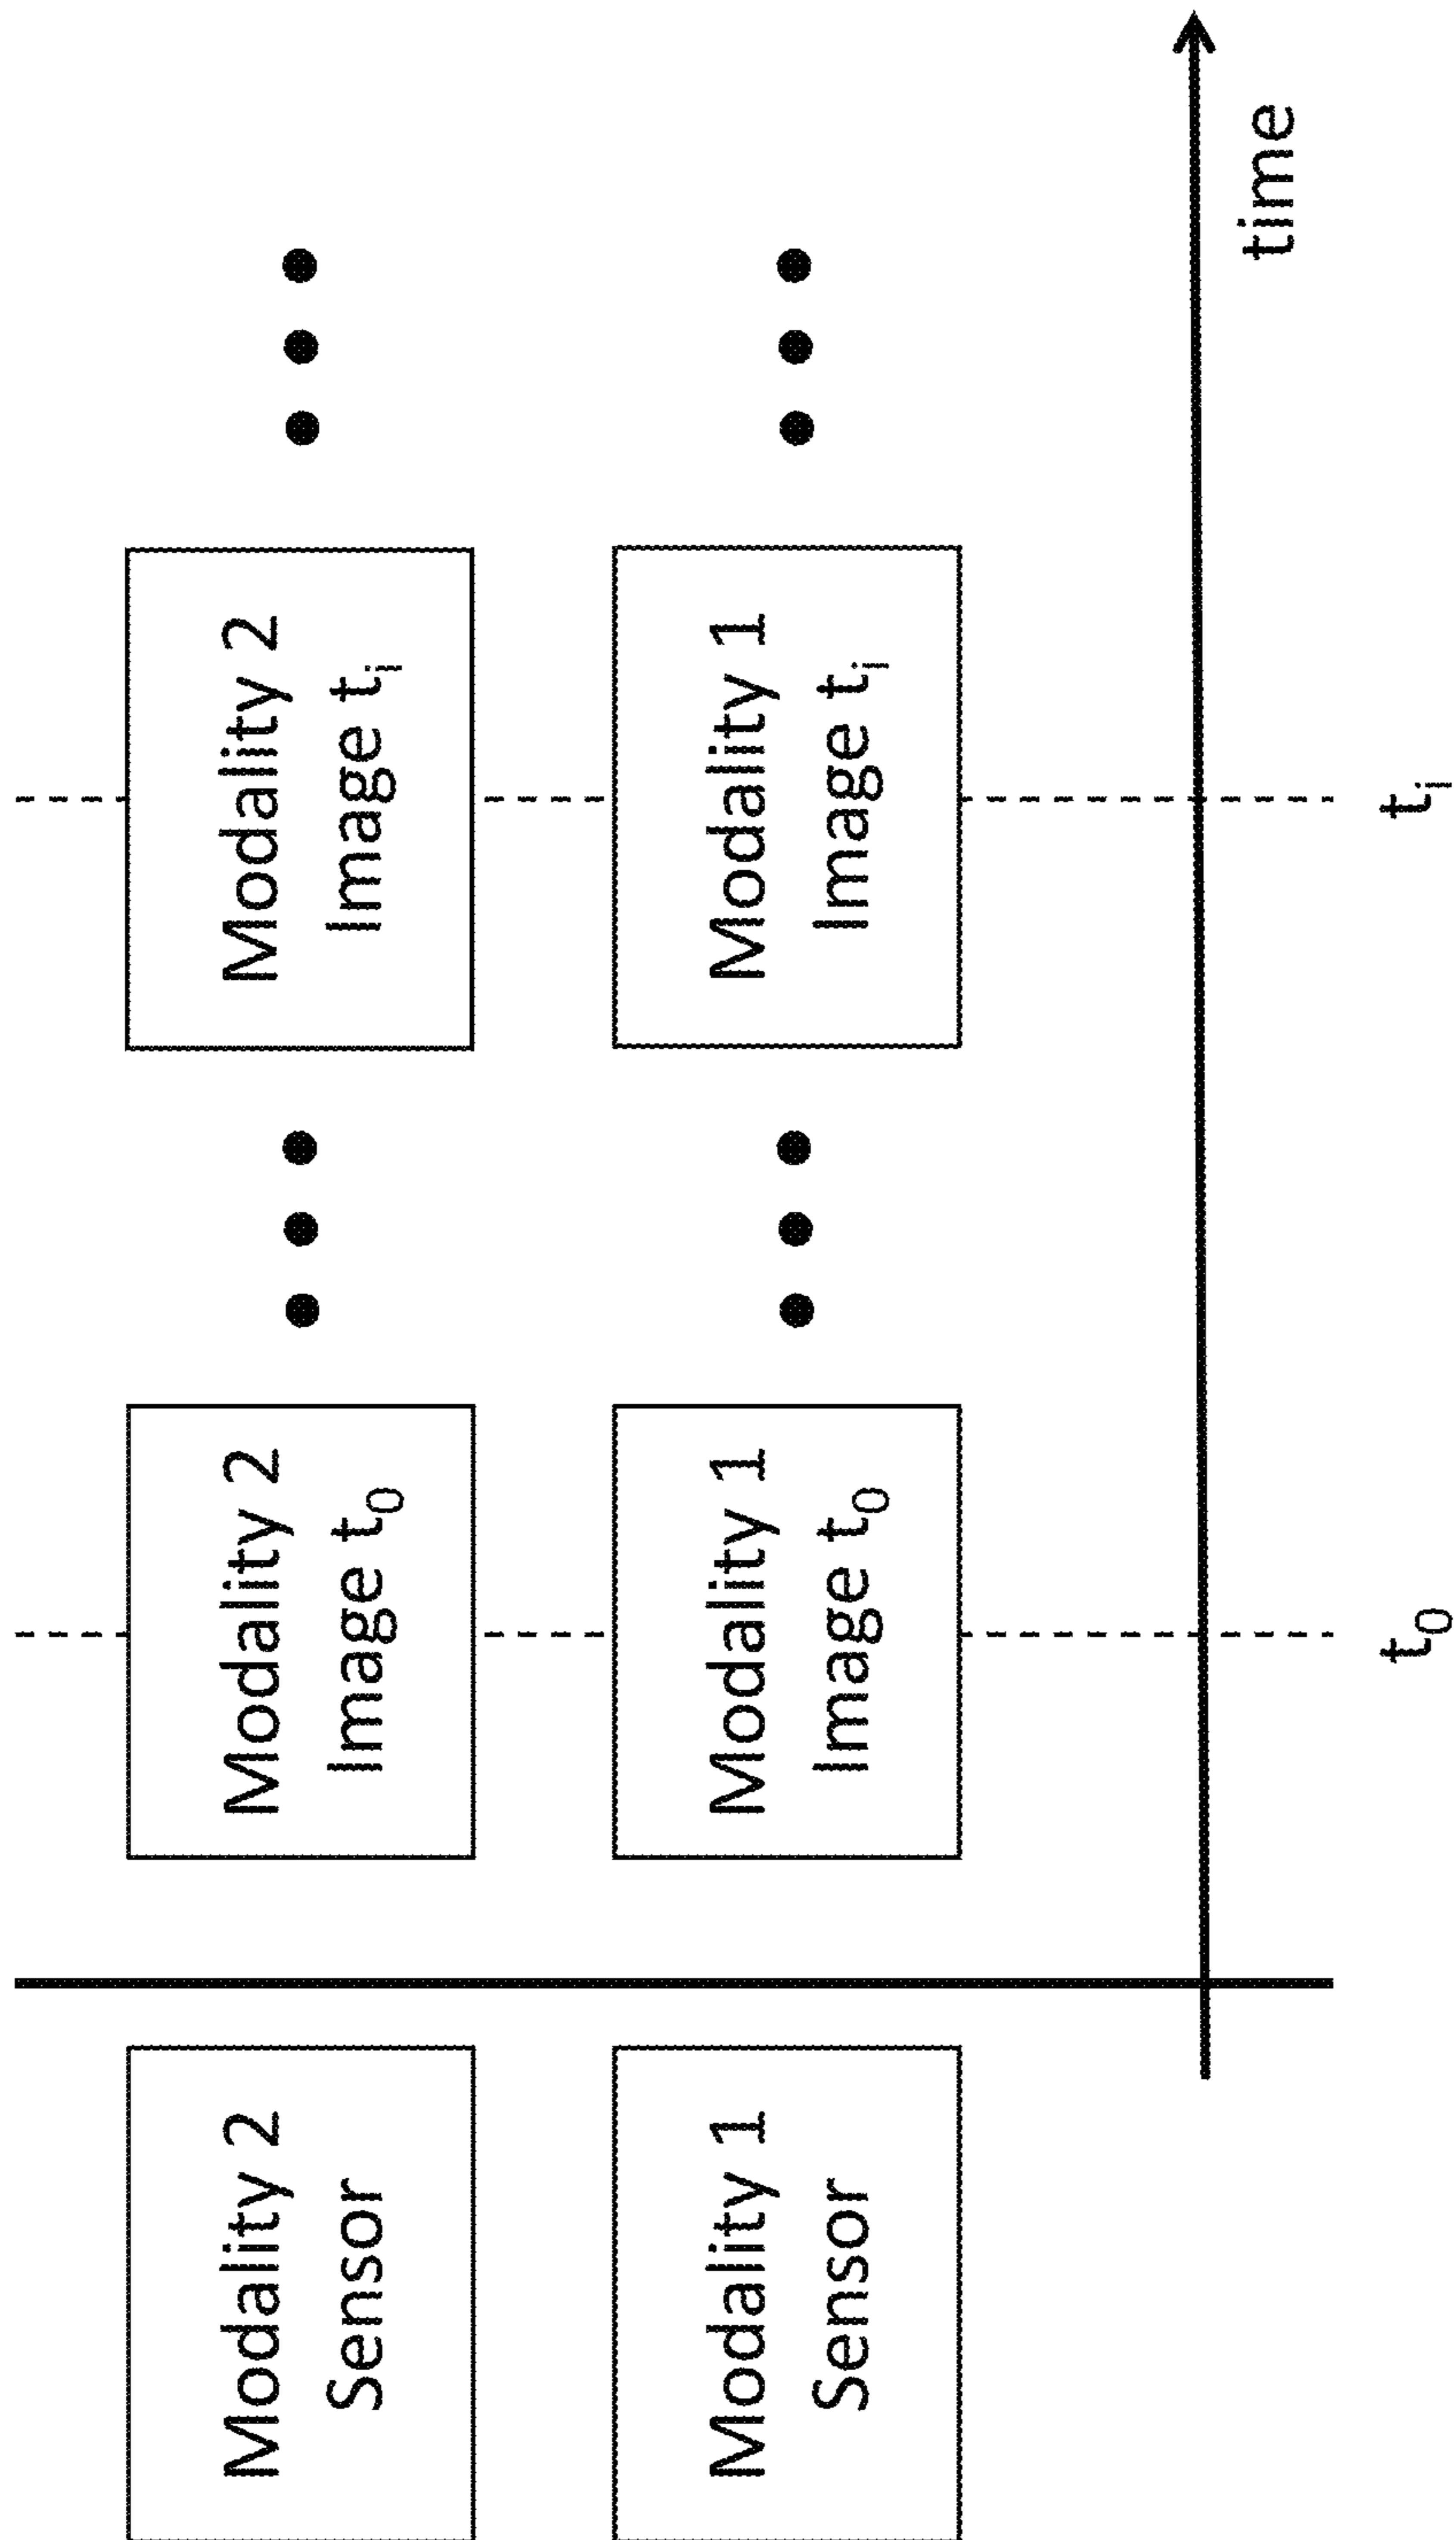 Modality 2
Sensor
Modality 2
Image t₀
Modality 2
Image tᵢ
Modality 1
Sensor
Modality 1
Image t₀
Modality 1
Image tᵢ
time
t₀
tᵢ